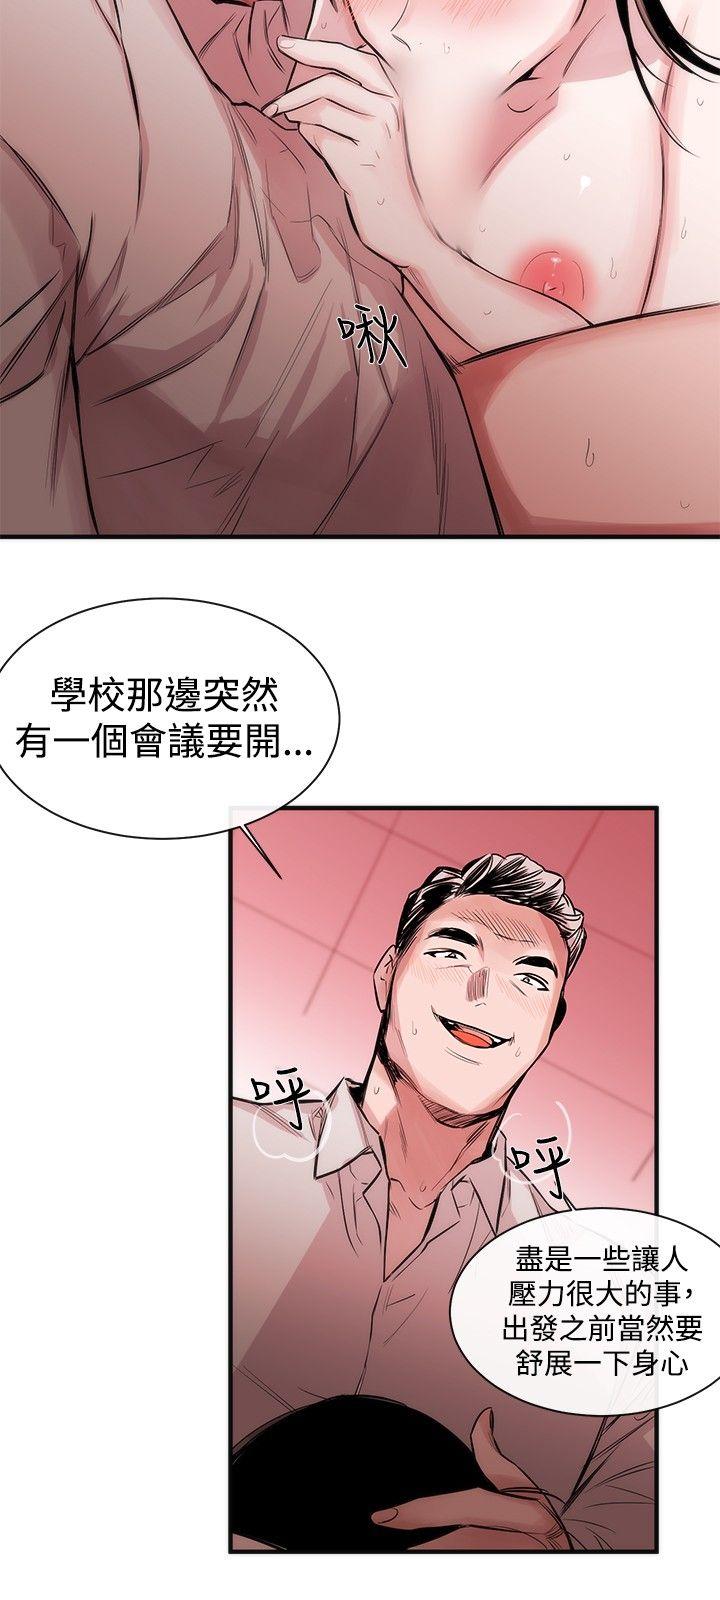 啾
學校那邊突然
有一個會議要開...
呼
呼
盡是一些讓人
壓力很大的事,
出發之前當然要
舒展一下身心